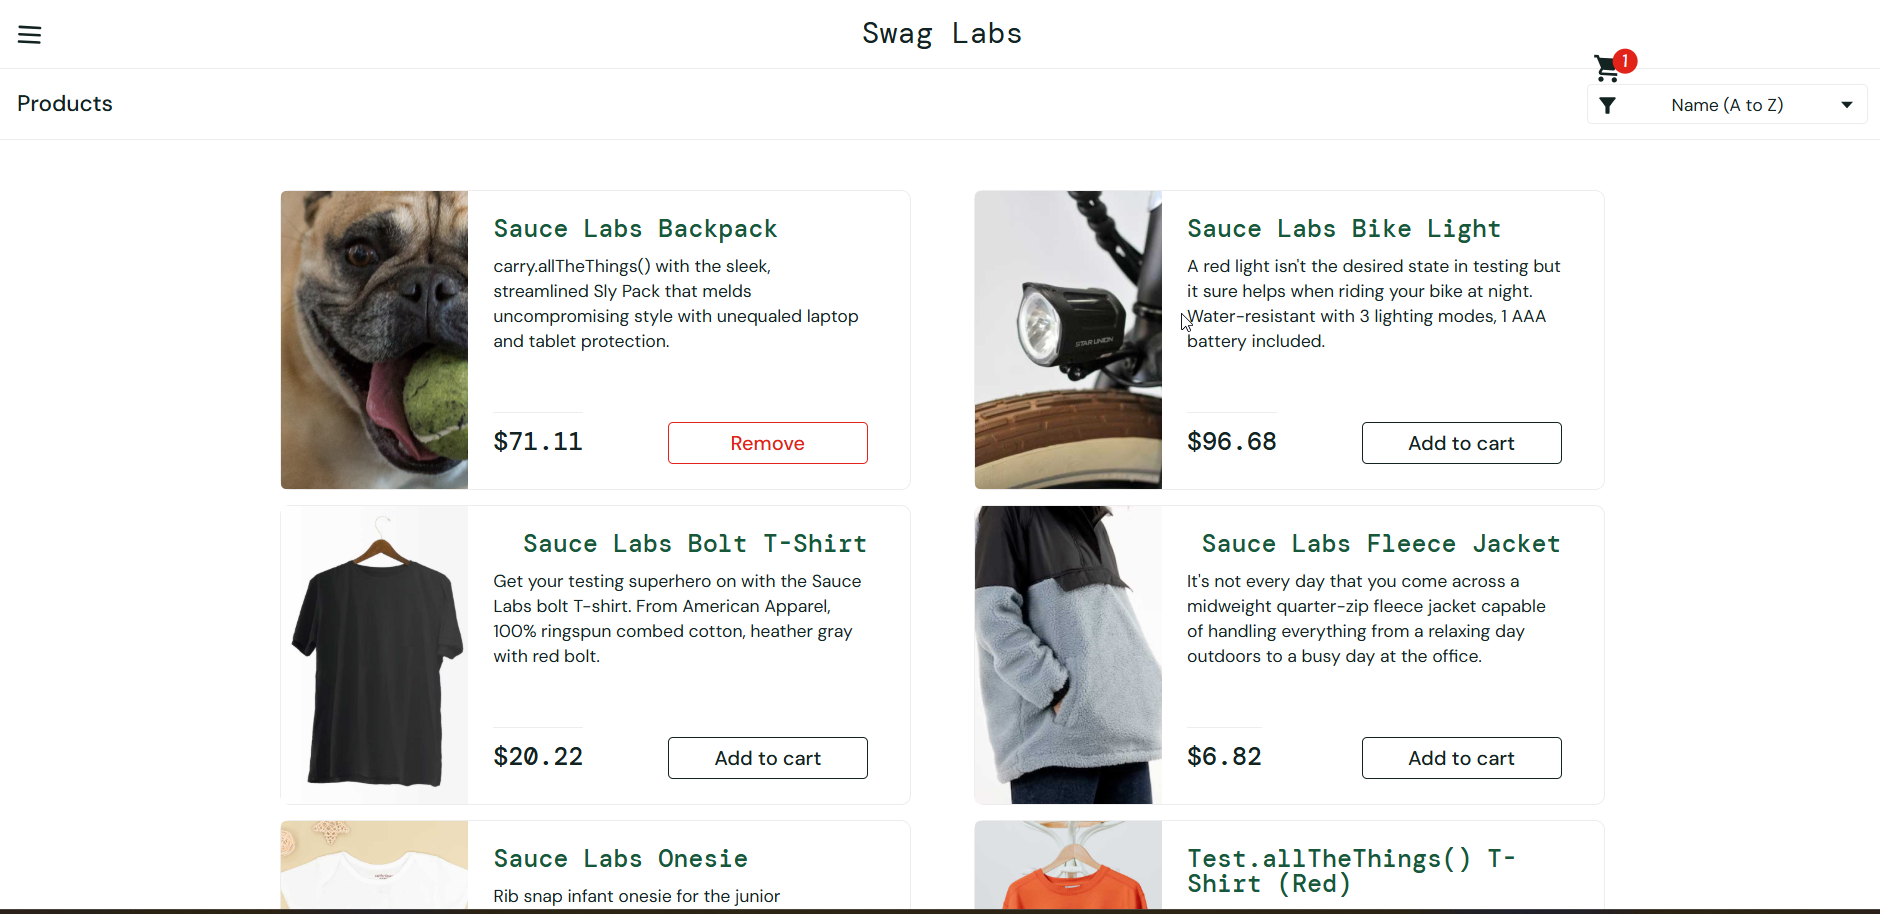 Swag Labs
1
Products
Name (A to Z)
Sauce Labs Backpack
carry.allTheThings() with the sleek,
streamlined Sly Pack that melds
uncompromising style with unequaled laptop
and tablet protection.
$71.11
Remove
Sauce Labs Bike Light
A red light isn't the desired state in testing but
it sure helps when riding your bike at night.
Water-resistant with 3 lighting modes, 1 AAA
battery included.
STAR UNION
$96.68
Add to cart
Sauce Labs Bolt T-Shirt
Get your testing superhero on with the Sauce
Labs bolt T-shirt. From American Apparel,
100% ringspun combed cotton, heather gray
with red bolt.
$20.22
Add to cart
Sauce Labs Fleece Jacket
It's not every day that you come across a
midweight quarter-zip fleece jacket capable
of handling everything from a relaxing day
outdoors to a busy day at the office.
$6.82
Add to cart
Sauce Labs Onesie
Rib snap infant onesie for the junior
Test.allTheThings() T-
Shirt (Red)